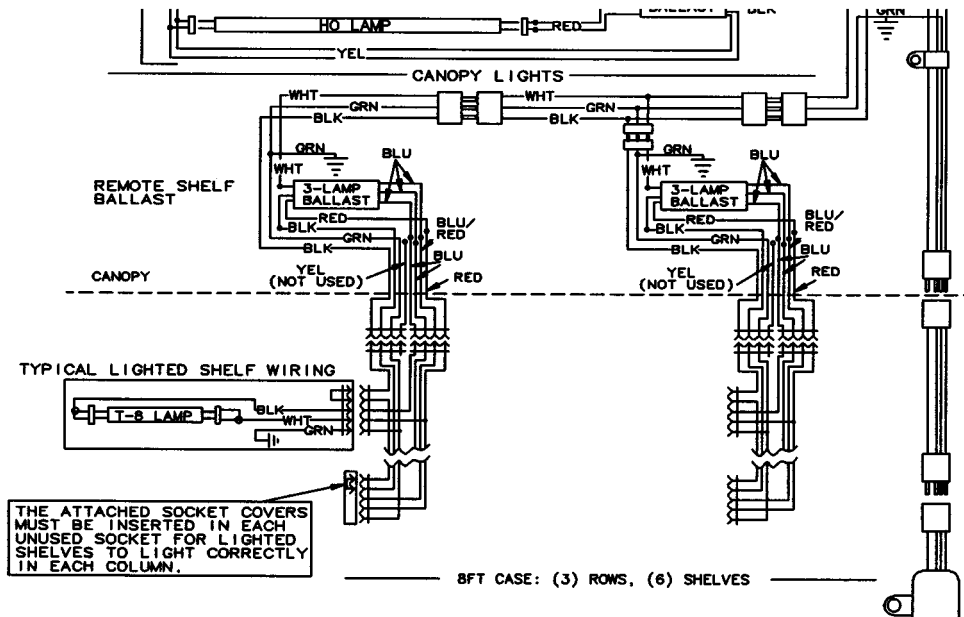 BALLAST
BLK
GRN
HO LAMP
RED
YEL
CANOPY LIGHTS
WHT
GRN
BLK
WHT
GRN
BLK
GRN
BLU
WHT
GRN
BLU
WHT
REMOTE SHELF
BALLAST
3-LAMP
BALLAST
3-LAMP
BALLAST
RED
BLK
GRN
BLK
BLU/
RED
BLU
RED
YEL
(NOT USED)
RED
BLK
GRN
BLK
BLU/
RED
BLU
RED
YEL
(NOT USED)
CANOPY
TYPICAL LIGHTED SHELF WIRING
T-8 LAMP
BLK
WHT
GRN
THE ATTACHED SOCKET COVERS
MUST BE INSERTED IN EACH
UNUSED SOCKET FOR LIGHTED
SHELVES TO LIGHT CORRECTLY
IN EACH COLUMN.
8FT CASE: (3) ROWS, (6) SHELVES